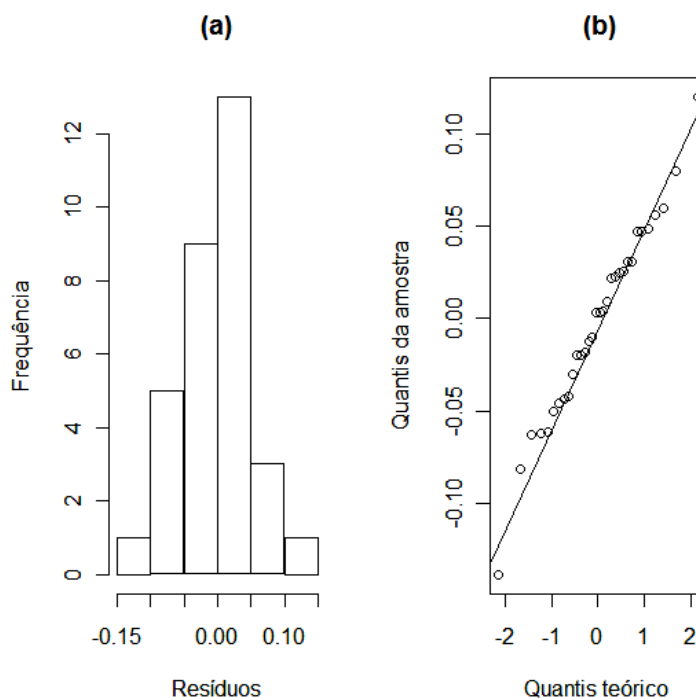 (a)
Frequência
12
10
8
6
4
2
0
-0.15 0.00 0.10
Resíduos
(b)
Quantis da amostra
0.10
0.05
0.00
-0.05
-0.10
-2 -1 0 1 2
Quantis teórico